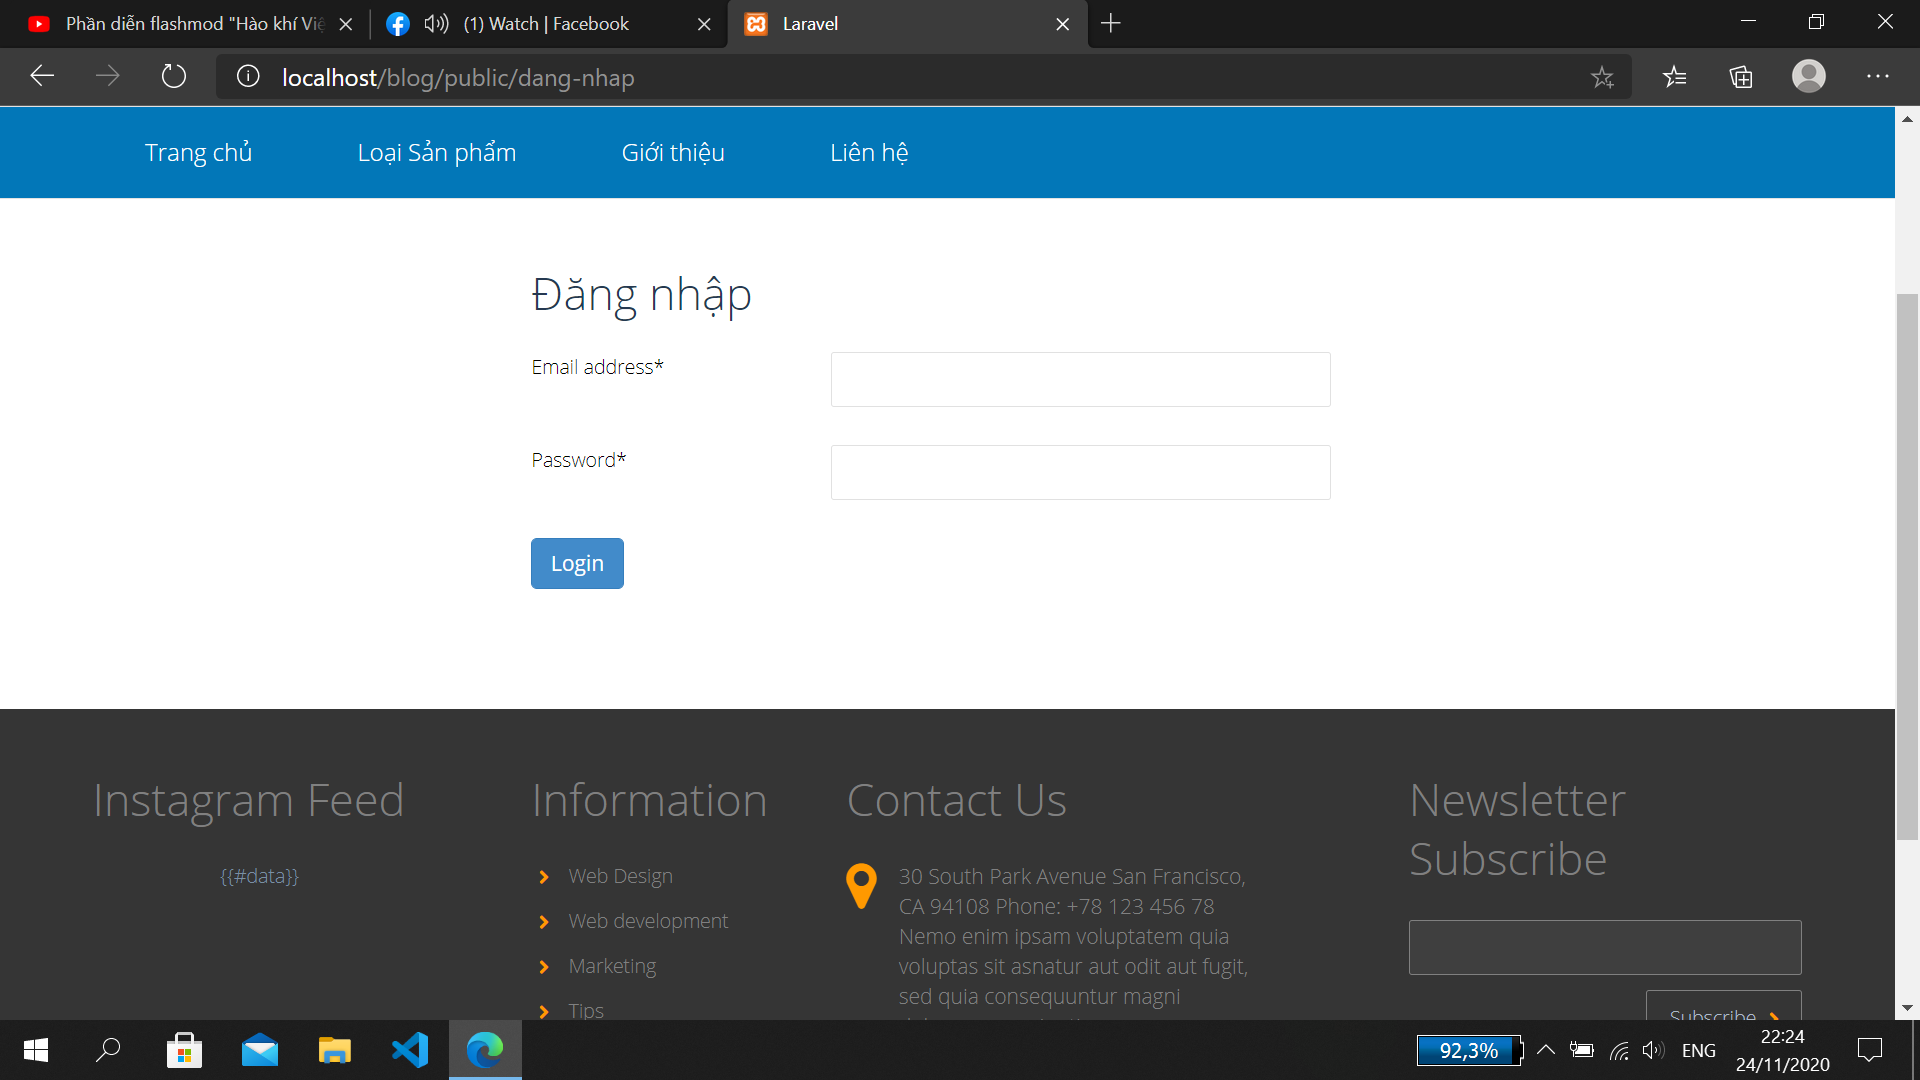 Phần diễn flashmod "Hào khí Việ
(1) Watch | Facebook
Laravel
localhost/blog/public/dang-nhap
Trang chủ
Loại Sản phẩm
Giới thiệu
Liên hệ
Đăng nhập
Email address*
Password*
Login
Instagram Feed
{{#data}}
Information
Web Design
Web development
Marketing
Tips
Contact Us
30 South Park Avenue San Francisco,
CA 94108 Phone: +78 123 456 78
Nemo enim ipsam voluptatem quia
voluptas sit asnatur aut odit aut fugit,
sed quia consequuntur magni
Newsletter
Subscribe
Subscribe
92,3%
ENG
22:24
24/11/2020